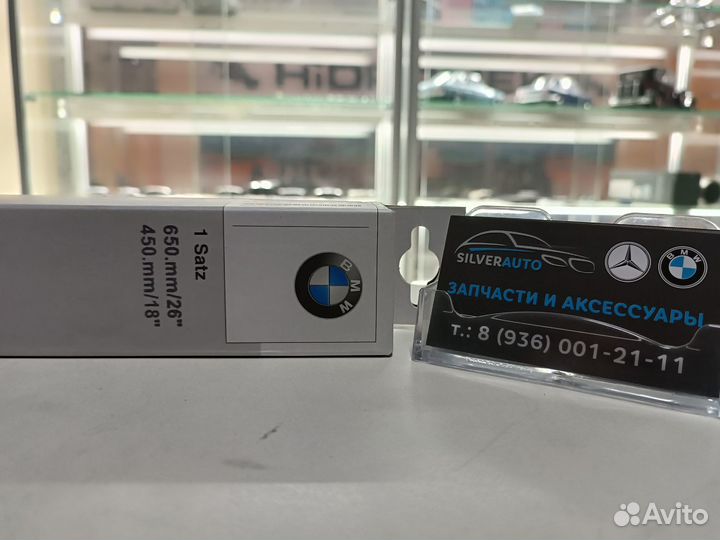 1 Satz
650.mm/26"
450.mm/18"
BMW
SILVERAUTO
BMW
ЗАПЧАСТИ И АКСЕССУАРЫ
т.: 8 (936) 001-21-11
Avito